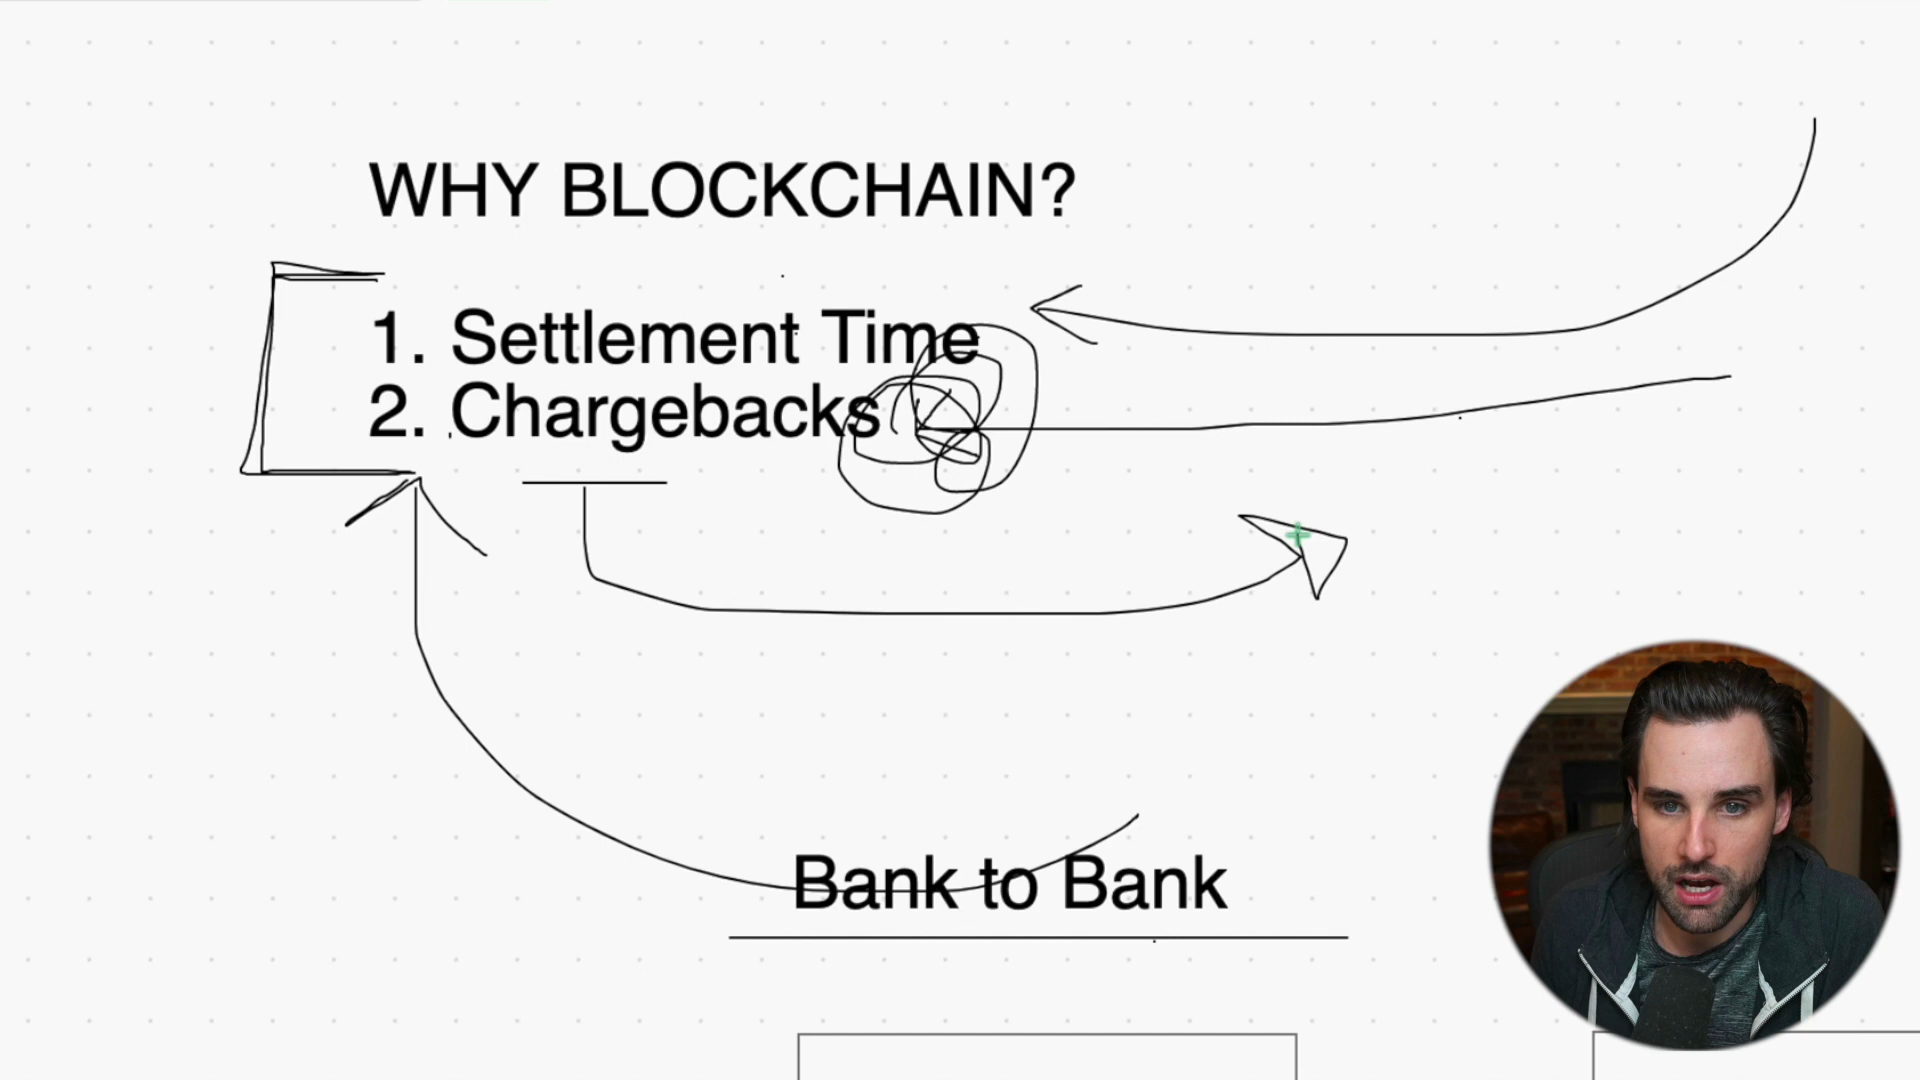 WHY BLOCKCHAIN?
1. Settlement Time
2. Chargebacks
Bank to Bank